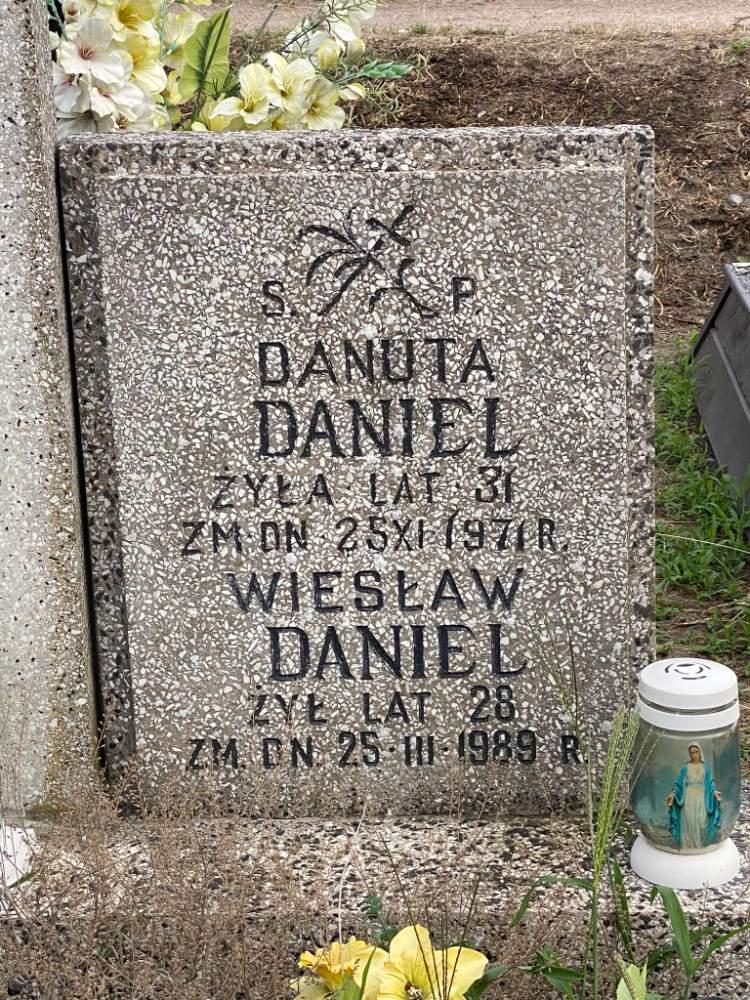 S. P.
DANUTA
DANIEL
ŻYŁA · LAT · 31
ZM · DN · 25 XI 1971 R.
WIESŁAW
DANIEL
ŻYŁ LAT 28
ZM. DN 25 · III · 1989 R